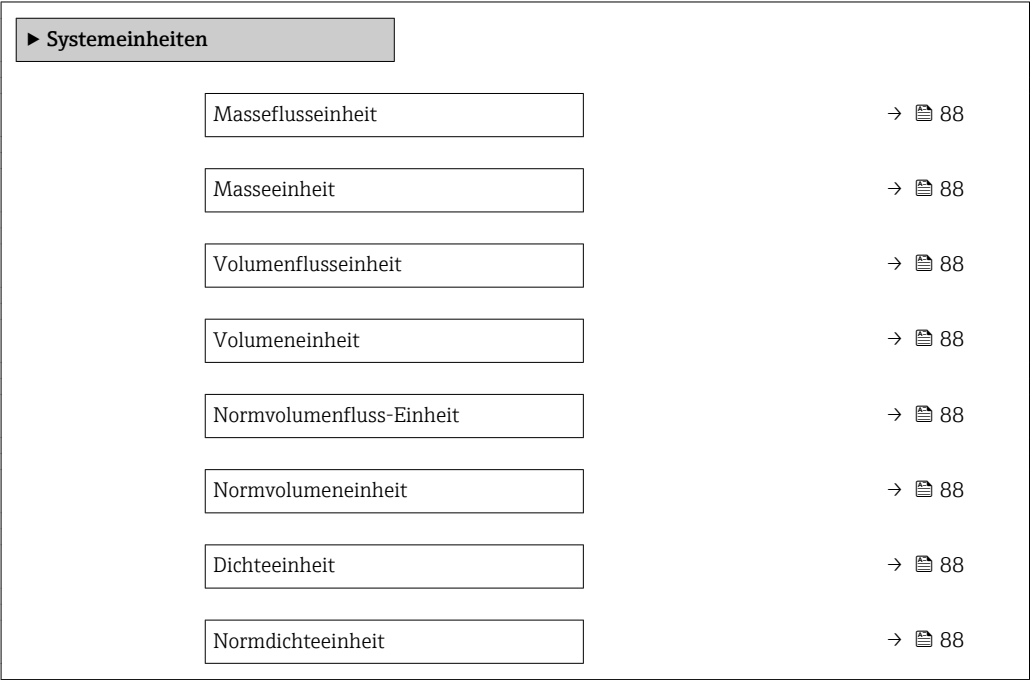 ▶ Systemeinheiten
Masseflusseinheit → 88
Masseeinheit → 88
Volumenflusseinheit → 88
Volumeneinheit → 88
Normvolumenfluss-Einheit → 88
Normvolumeneinheit → 88
Dichteeinheit → 88
Normdichteeinheit → 88